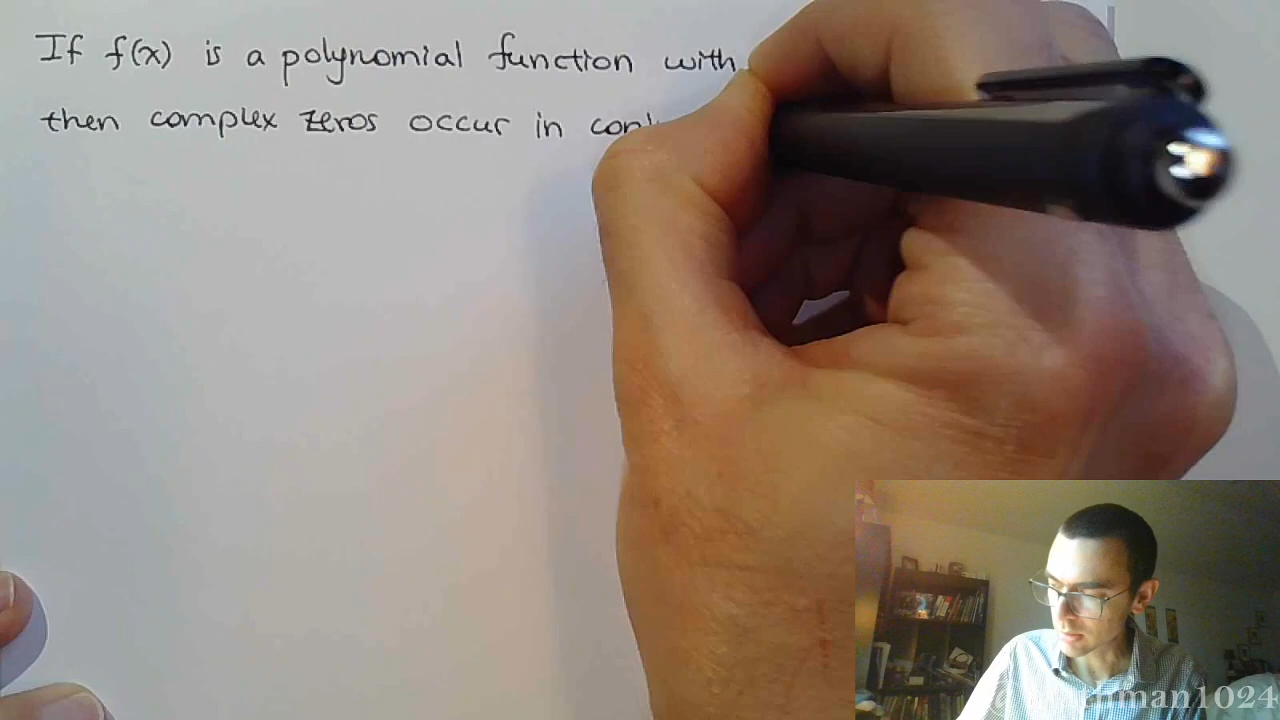 If f(x) is a polynomial function with
then complex zeros occur in